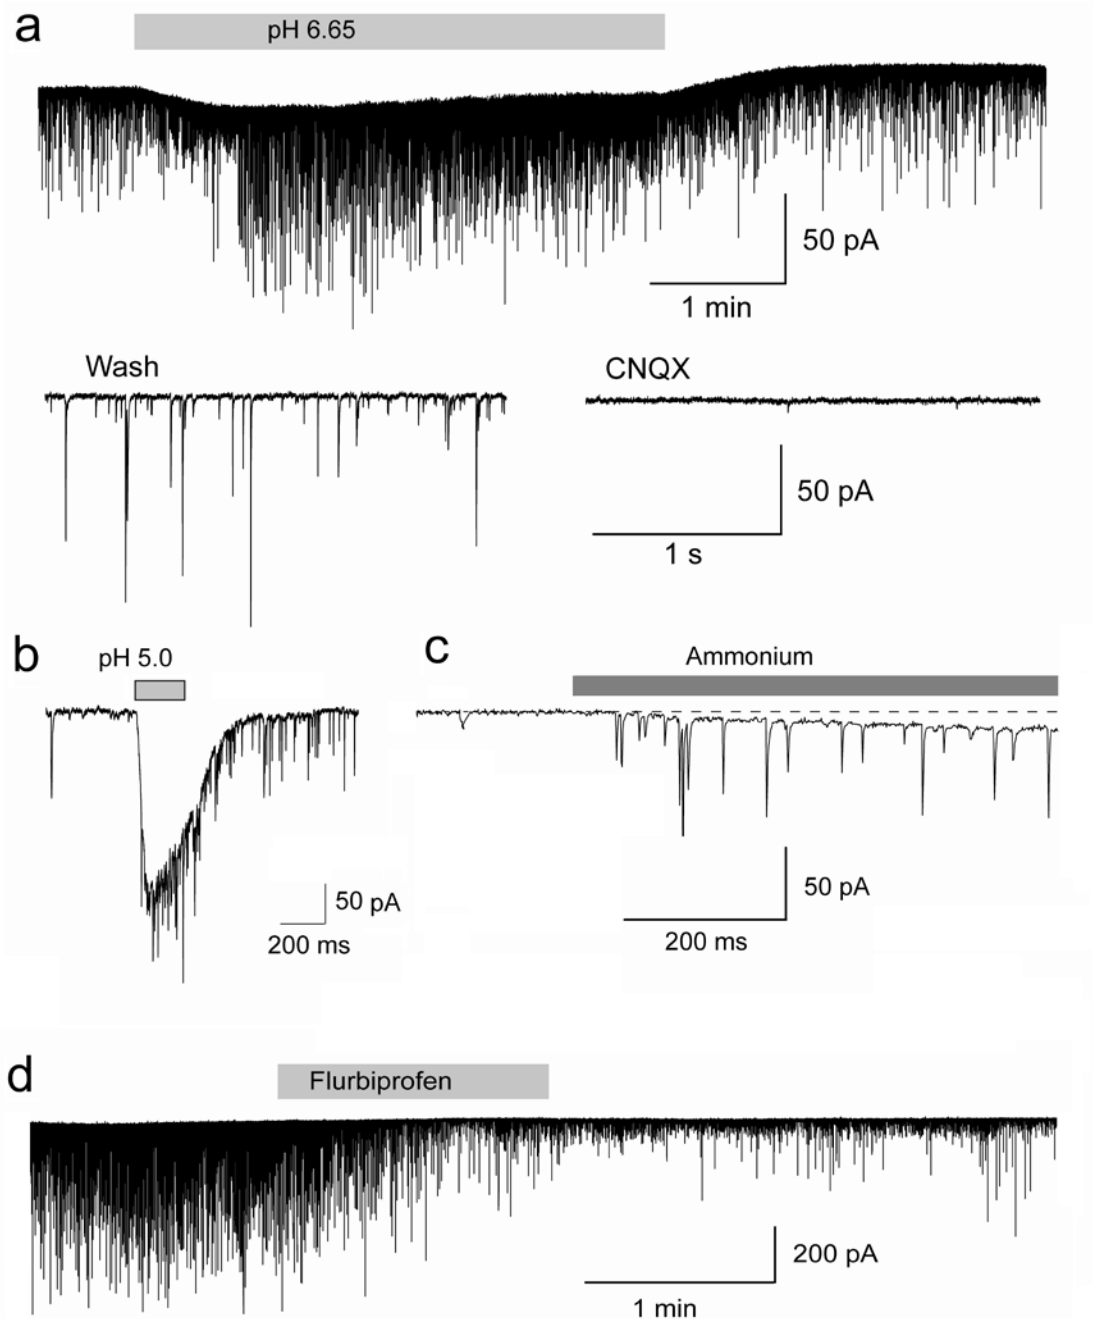 a
pH 6.65
50 pA
1 min
Wash
CNQX
50 pA
1 s
b
pH 5.0
50 pA
200 ms
c
Ammonium
50 pA
200 ms
d
Flurbiprofen
200 pA
1 min